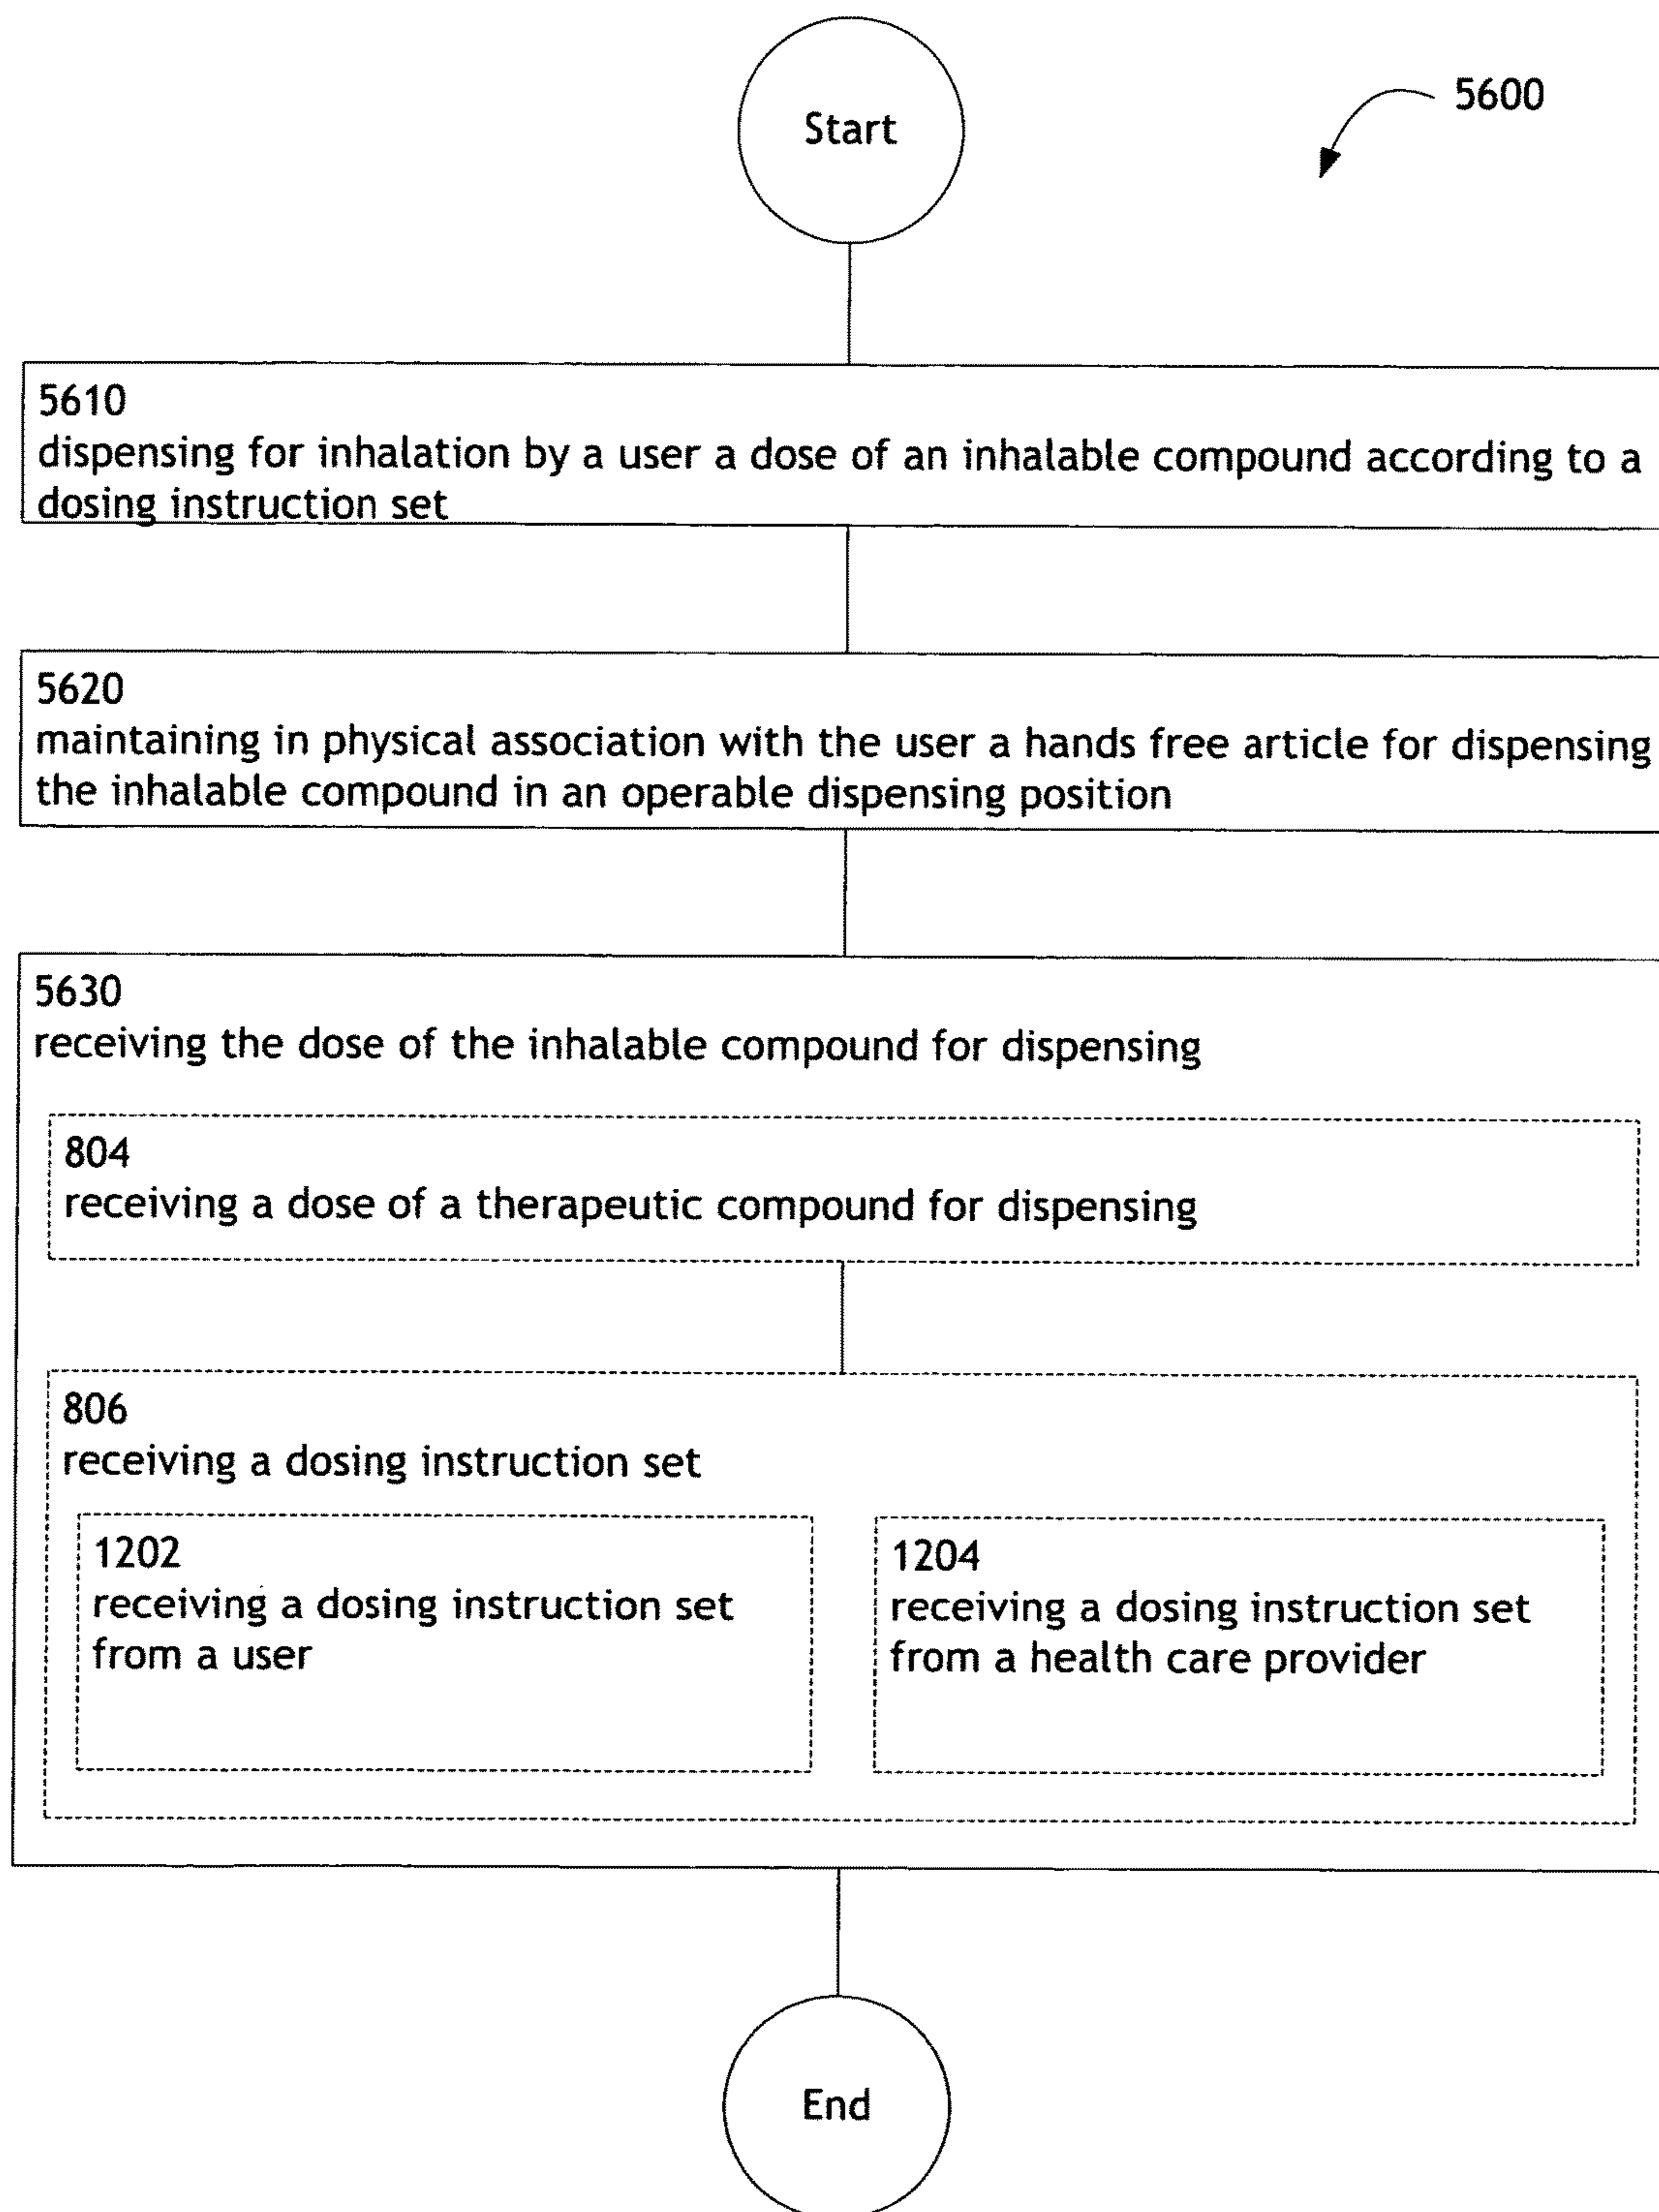 Start
5600
5610
dispensing for inhalation by a user a dose of an inhalable compound according to a
dosing instruction set
5620
maintaining in physical association with the user a hands free article for dispensing
the inhalable compound in an operable dispensing position
5630
receiving the dose of the inhalable compound for dispensing
804
receiving a dose of a therapeutic compound for dispensing
806
receiving a dosing instruction set
1202
receiving a dosing instruction set
from a user
1204
receiving a dosing instruction set
from a health care provider
End